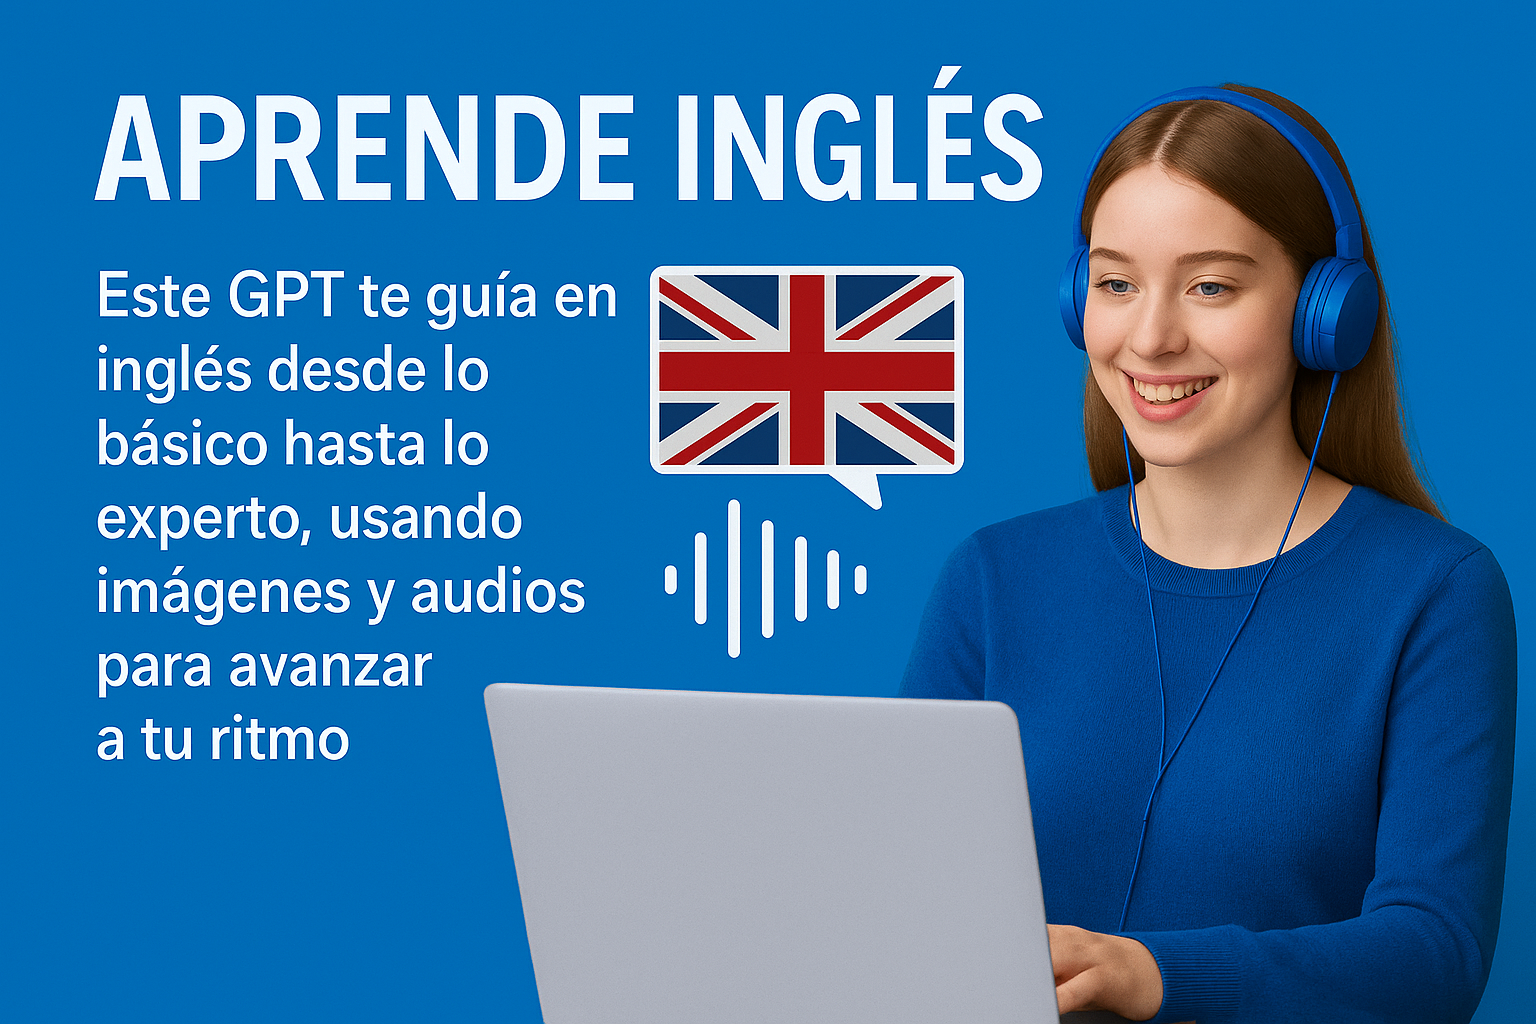 APRENDE INGLÉS
Este GPT te guía en
inglés desde lo
básico hasta lo
experto, usando
imágenes y audios
para avanzar
a tu ritmo